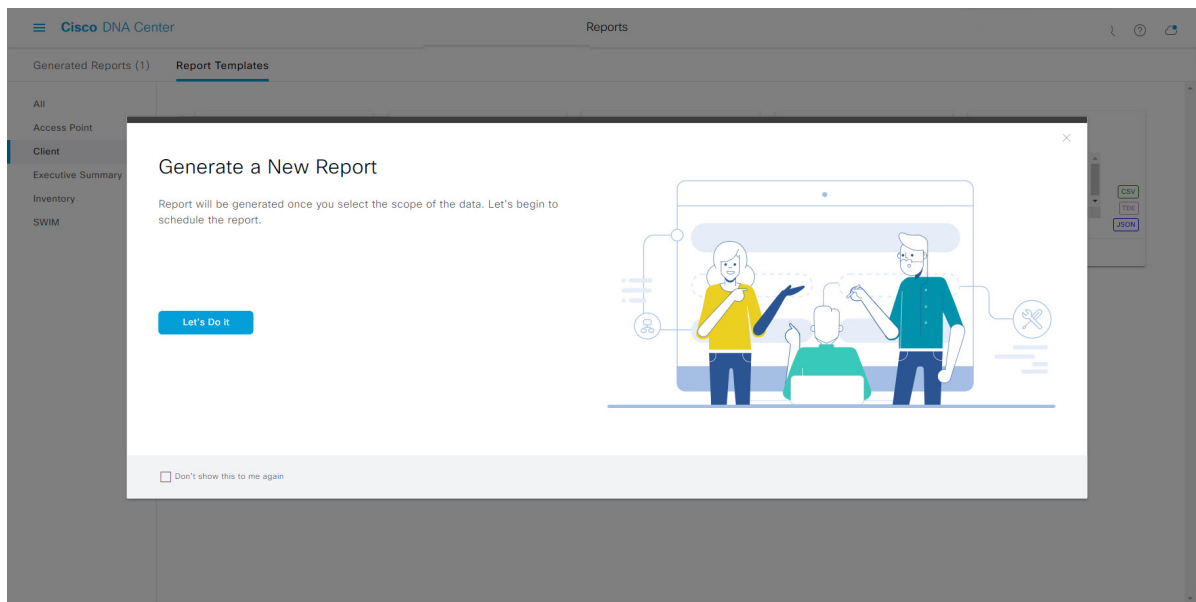 Cisco DNA Center
Reports
Generated Reports (1)
Report Templates
All
Access Point
Client
Executive Summary
Inventory
SWIM
Generate a New Report
Report will be generated once you select the scope of the data. Let's begin to
schedule the report.
Let's Do it
Don't show this to me again
CSV
TDE
JSON